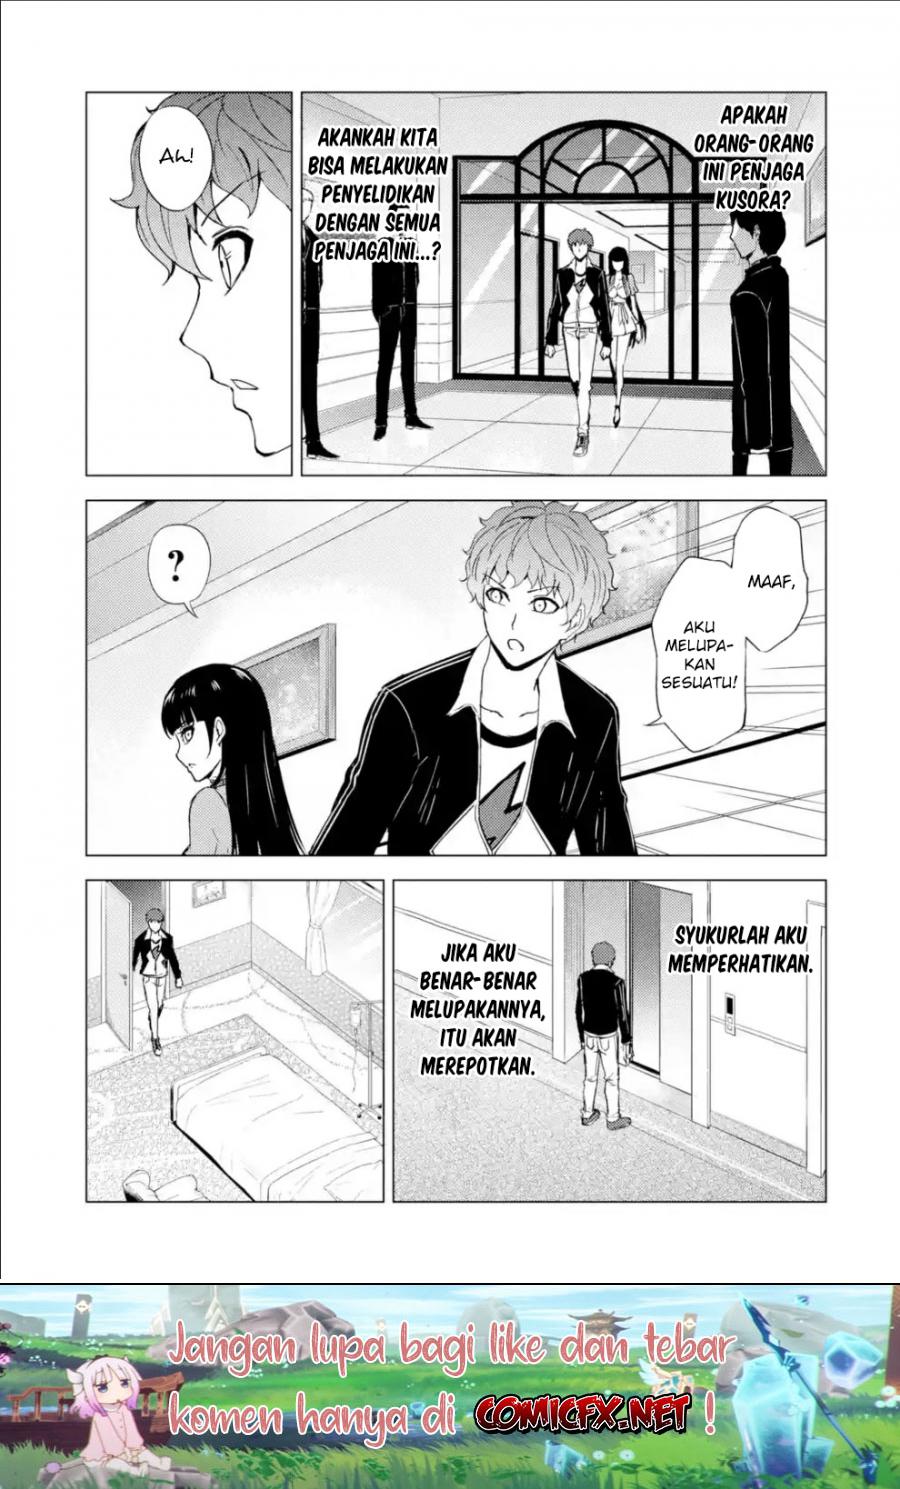 APAKAH
ORANG-ORANG
INI PENJAGA
KUSORA?
AKANKAH KITA
BISA MELAKUKAN
PENYELIDIKAN
DENGAN SEMUA
PENJAGA INI...?
Ah!
MAAF,
AKU
MELUPA-
KAN
SESUATU!
?
SYUKURLAH AKU
MEMPERHATIKAN.
JIKA AKU
BENAR-BENAR
MELUPAKANNYA,
ITU AKAN
MEREPOTKAN.
Jangan lupa bagi like dan tebar
komen hanya di COMICFX.NET !